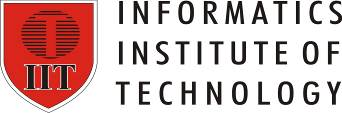 IIT
INFORMATICS
INSTITUTE OF
TECHNOLOGY